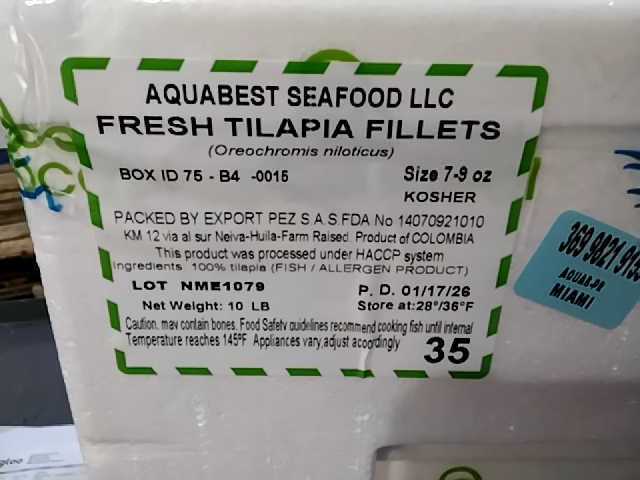 AQUABEST SEAFOOD LLC
FRESH TILAPIA FILLETS
(Oreochromis niloticus)
BOX ID 75 - B4 -0015
Size 7-9 oz
KOSHER
PACKED BY EXPORT PEZ S.A.S.FDA No 14070921010
KM 12 via al sur Neiva-Huila-Farm Raised. Product of COLOMBIA
This product was processed under HACCP system
Ingredients 100% tilapia (FISH / ALLERGEN PRODUCT)
LOT NME1079
P. D. 01/17/26
Net Weight: 10 LB
Store at:28°/36°F
Caution, may contain bones. Food Safety guidelines recommend cooking fish until internal
Temperature reaches 145ºF Appliances vary,adjust acordingly
35
369 9821
MIAMI